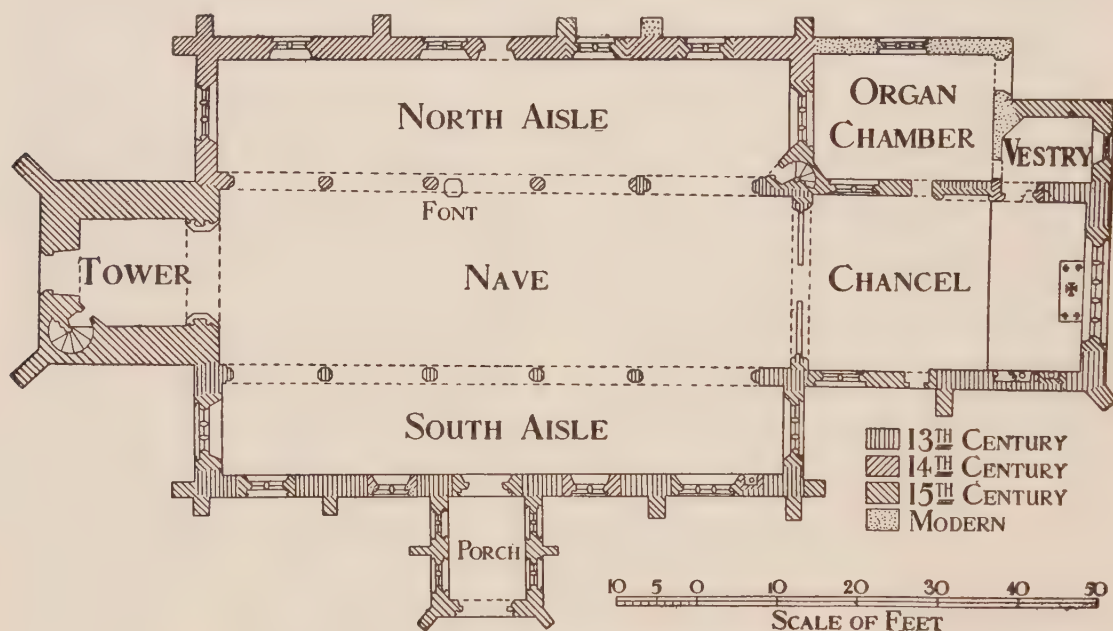 NORTH AISLE
ORGAN
CHAMBER
VESTRY
FONT
TOWER
NAVE
CHANCEL
SOUTH AISLE
13TH CENTURY
14TH CENTURY
15TH CENTURY
MODERN
PORCH
10 5 0 10 20 30 40 50
SCALE OF FEET